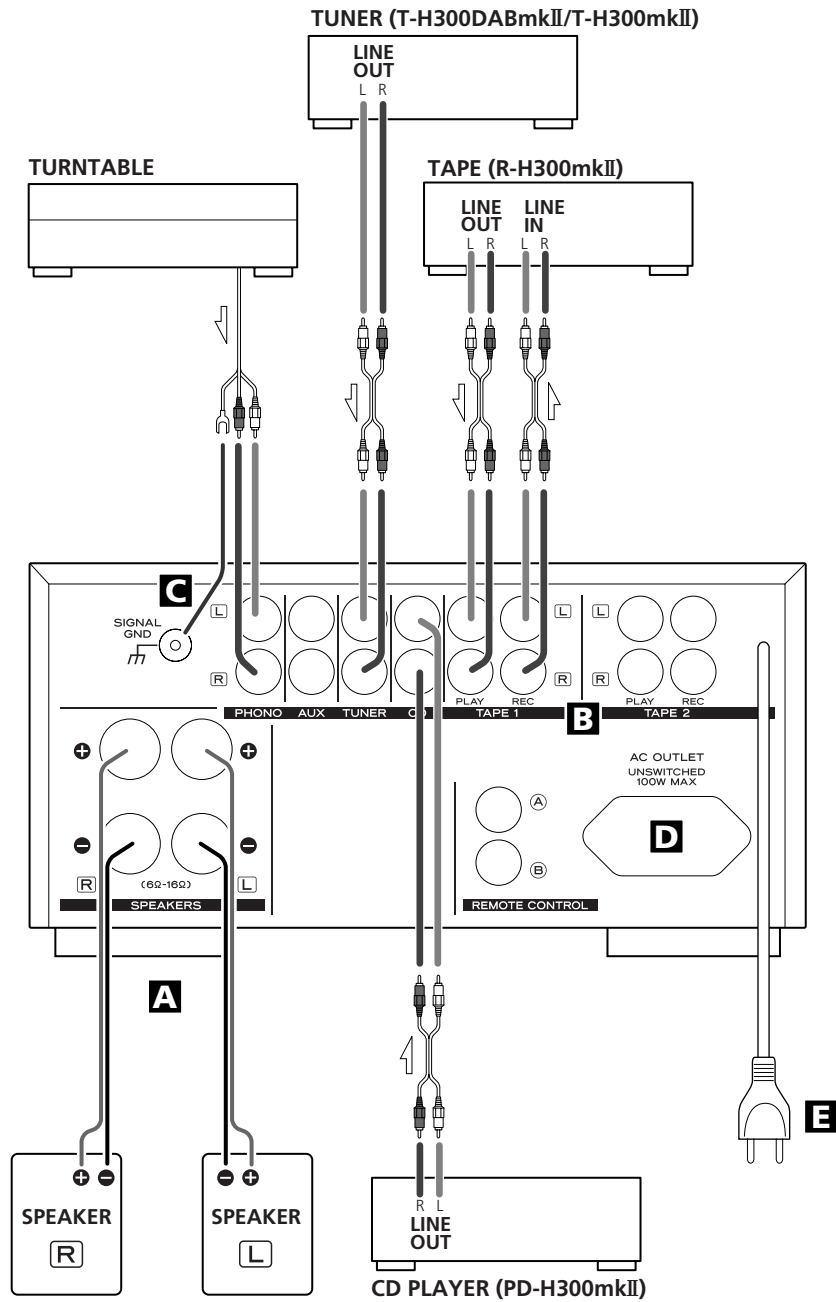 TUNER (T-H300DABmkⅡ/T-H300mkⅡ)
LINE
OUT
L R
TURNTABLE
TAPE (R-H300mkⅡ)
LINE
OUT
L R
LINE
IN
L R
C
SIGNAL
GND
L
L
L
R
R
R
PLAY
REC
PLAY
REC
PHONO
AUX
TUNER
CD
TAPE 1
B
TAPE 2
+
+
AC OUTLET
UNSWITCHED
100W MAX
A
D
−
−
B
R
(6Ω-16Ω)
L
SPEAKERS
REMOTE CONTROL
A
E
+ −
− +
SPEAKER
R
SPEAKER
L
R L
LINE
OUT
CD PLAYER (PD-H300mkⅡ)